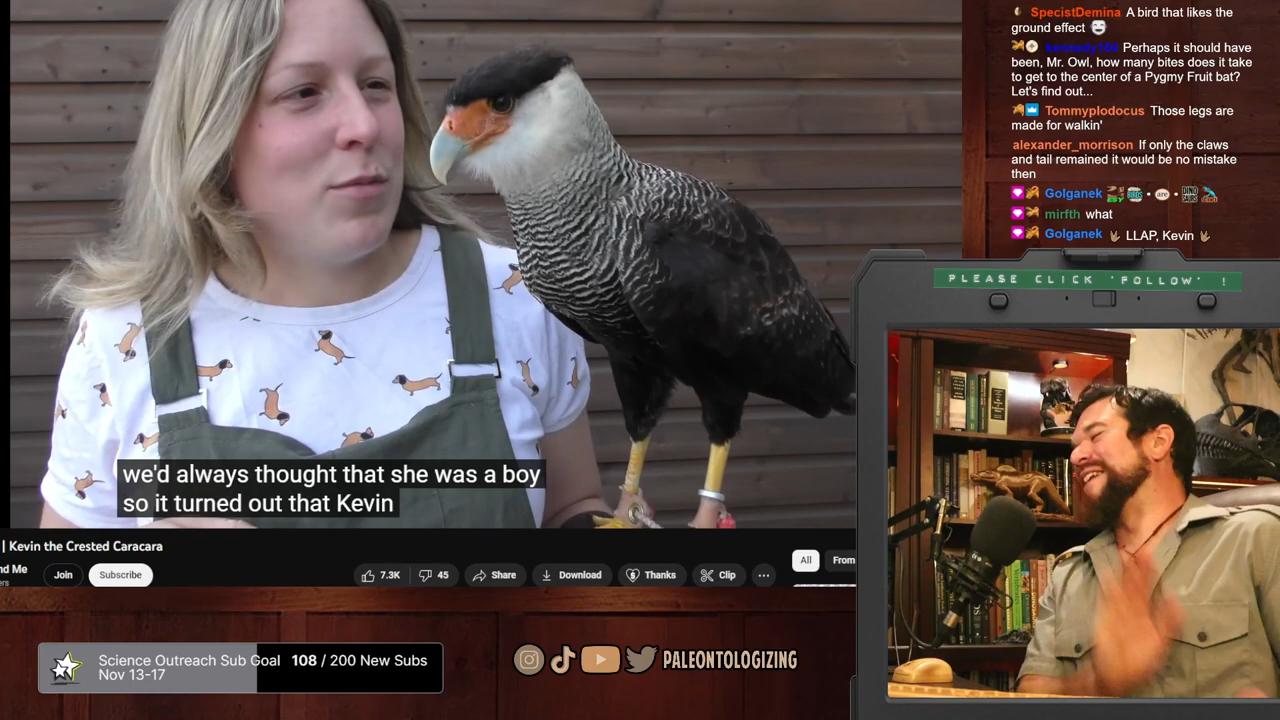 SpecistDemina A bird that likes the
ground effect
kennedy106 Perhaps it should have
been, Mr. Owl, how many bites does it take
to get to the center of a Pygmy Fruit bat?
Let's find out...
Tommyplodocus Those legs are
made for walkin'
alexander_morrison If only the claws
and tail remained it would be no mistake
then
Golganek
mirfth what
Golganek LLAP, Kevin
PLEASE CLICK 'FOLLOW' !
we'd always thought that she was a boy
so it turned out that Kevin
| Kevin the Crested Caracara
nd Me
ers
Join
Subscribe
7.3K
45
Share
Download
Thanks
Clip
All
From
Science Outreach Sub Goal 108 / 200 New Subs
Nov 13-17
PALEONTOLOGIZING